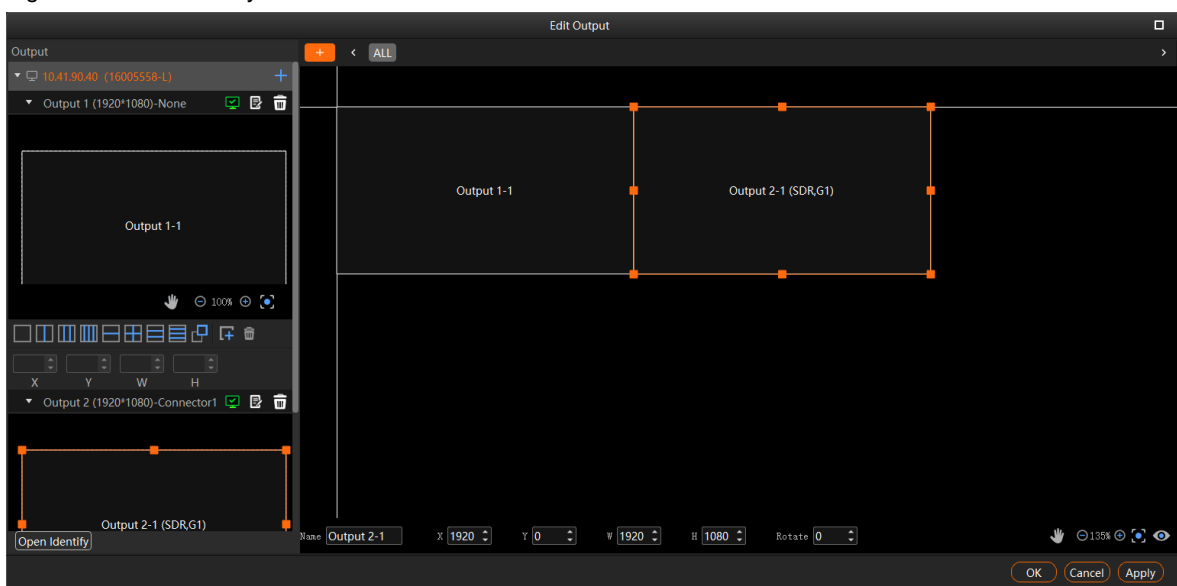 Edit Output
Output
ALL
10.41.90.40 (16005558-L)
Output 1 (1920*1080)-None
Output 1-1
Output 1-1
Output 2-1 (SDR,G1)
100%
X Y W H
Output 2 (1920*1080)-Connector1
Output 2-1 (SDR,G1)
Open Identify
Name Output 2-1 X 1920 Y 0 W 1920 H 1080 Rotate 0 135%
OK Cancel Apply